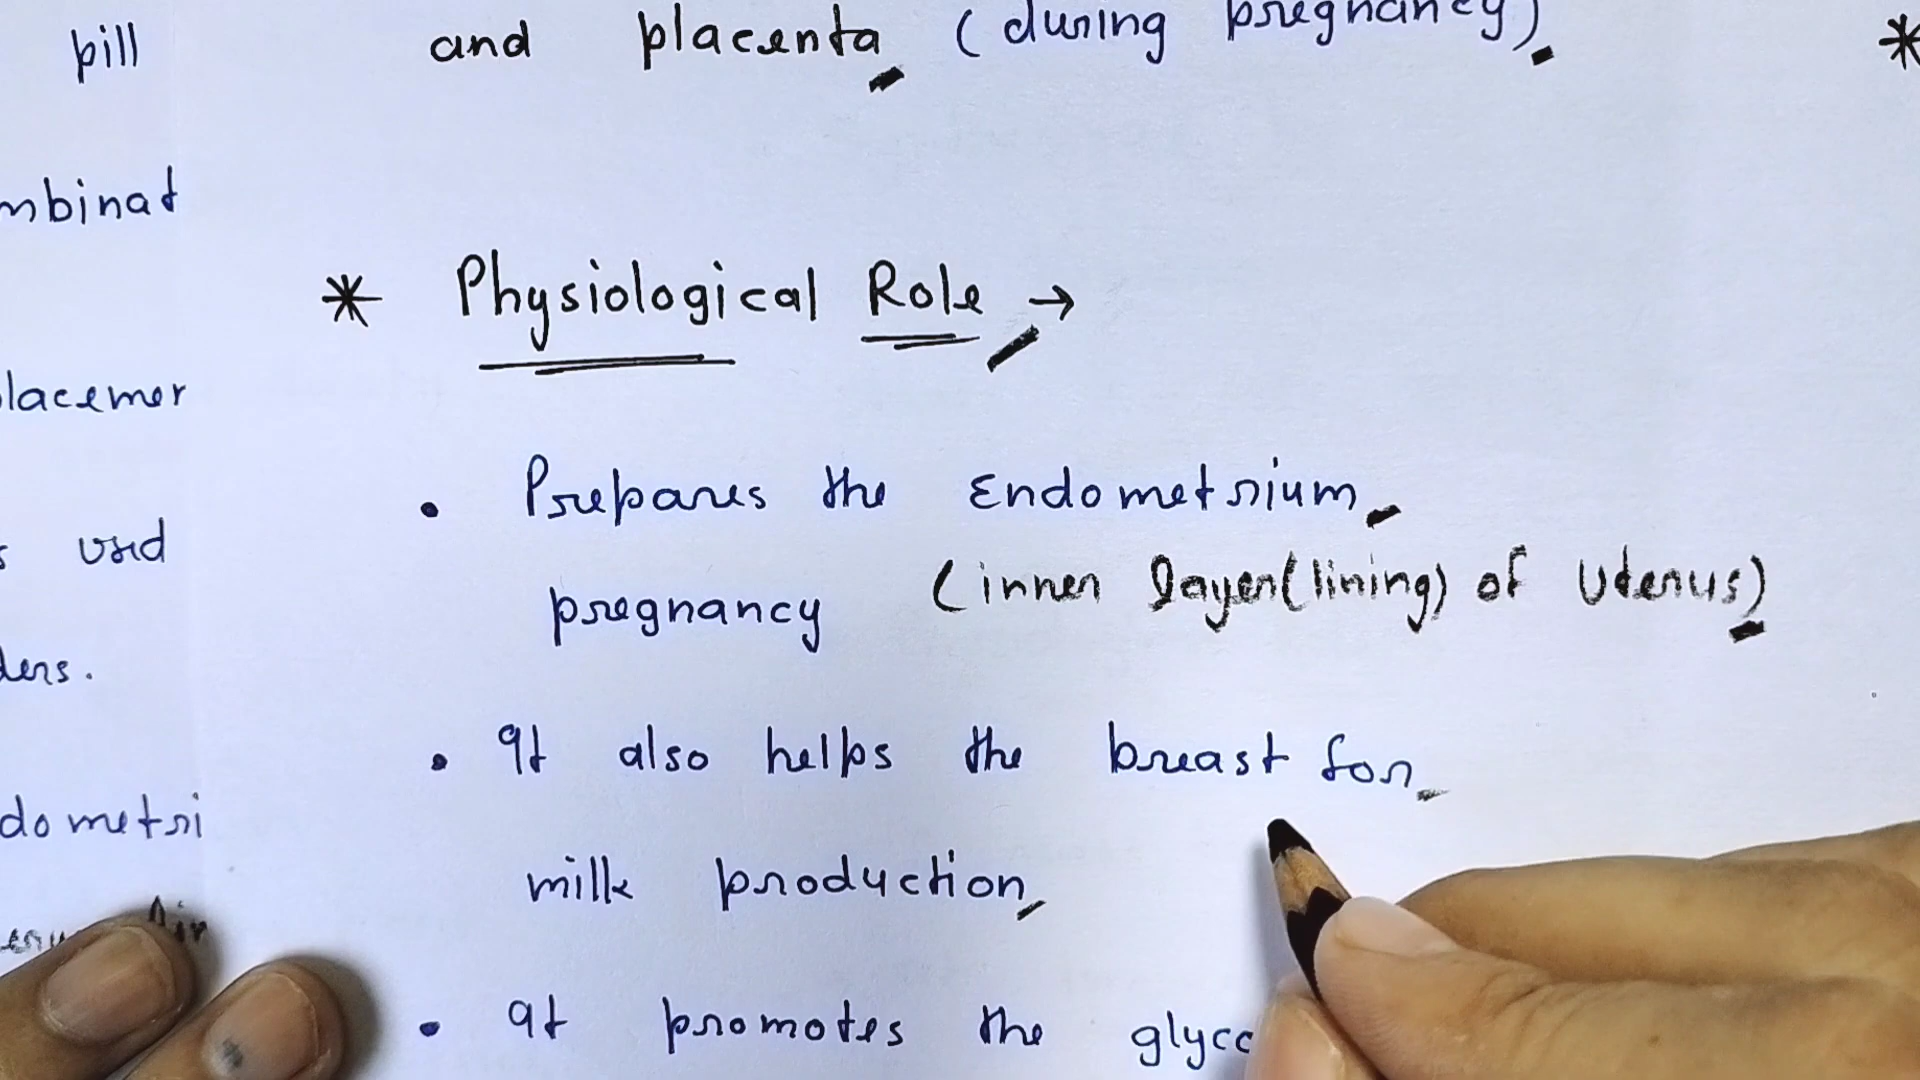 pill
mbinat
lacemer
s used
ders.
dometri
and placenta (during pregnancy).
* Physiological Role →
• Prepares the Endometrium
(inner layer(lining) of Uterus)
pregnancy
• It also helps the breast for
milk production
• It promotes the glyco
*